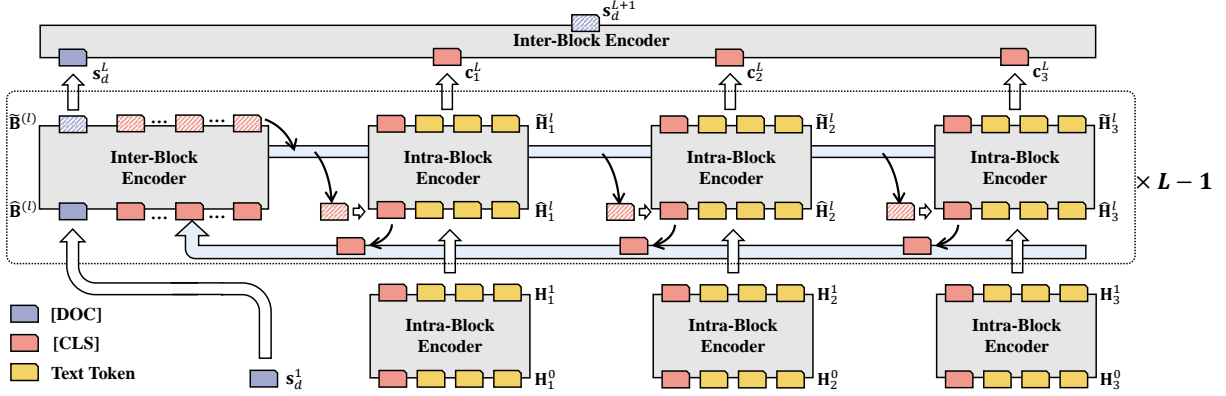 s_d^{L+1}
Inter-Block Encoder
s_d^L
c_1^L
c_2^L
c_3^L
B̃^{(l)}
... ...
H̃_1^l
H̃_2^l
H̃_3^l
Inter-Block
Encoder
Intra-Block
Encoder
Intra-Block
Encoder
Intra-Block
Encoder
× L − 1
B̂^{(l)}
... ...
Ĥ_1^l
Ĥ_2^l
Ĥ_3^l
H_1^1
H_2^1
H_3^1
[DOC]
[CLS]
Text Token
s_d^1
Intra-Block
Encoder
Intra-Block
Encoder
Intra-Block
Encoder
H_1^0
H_2^0
H_3^0